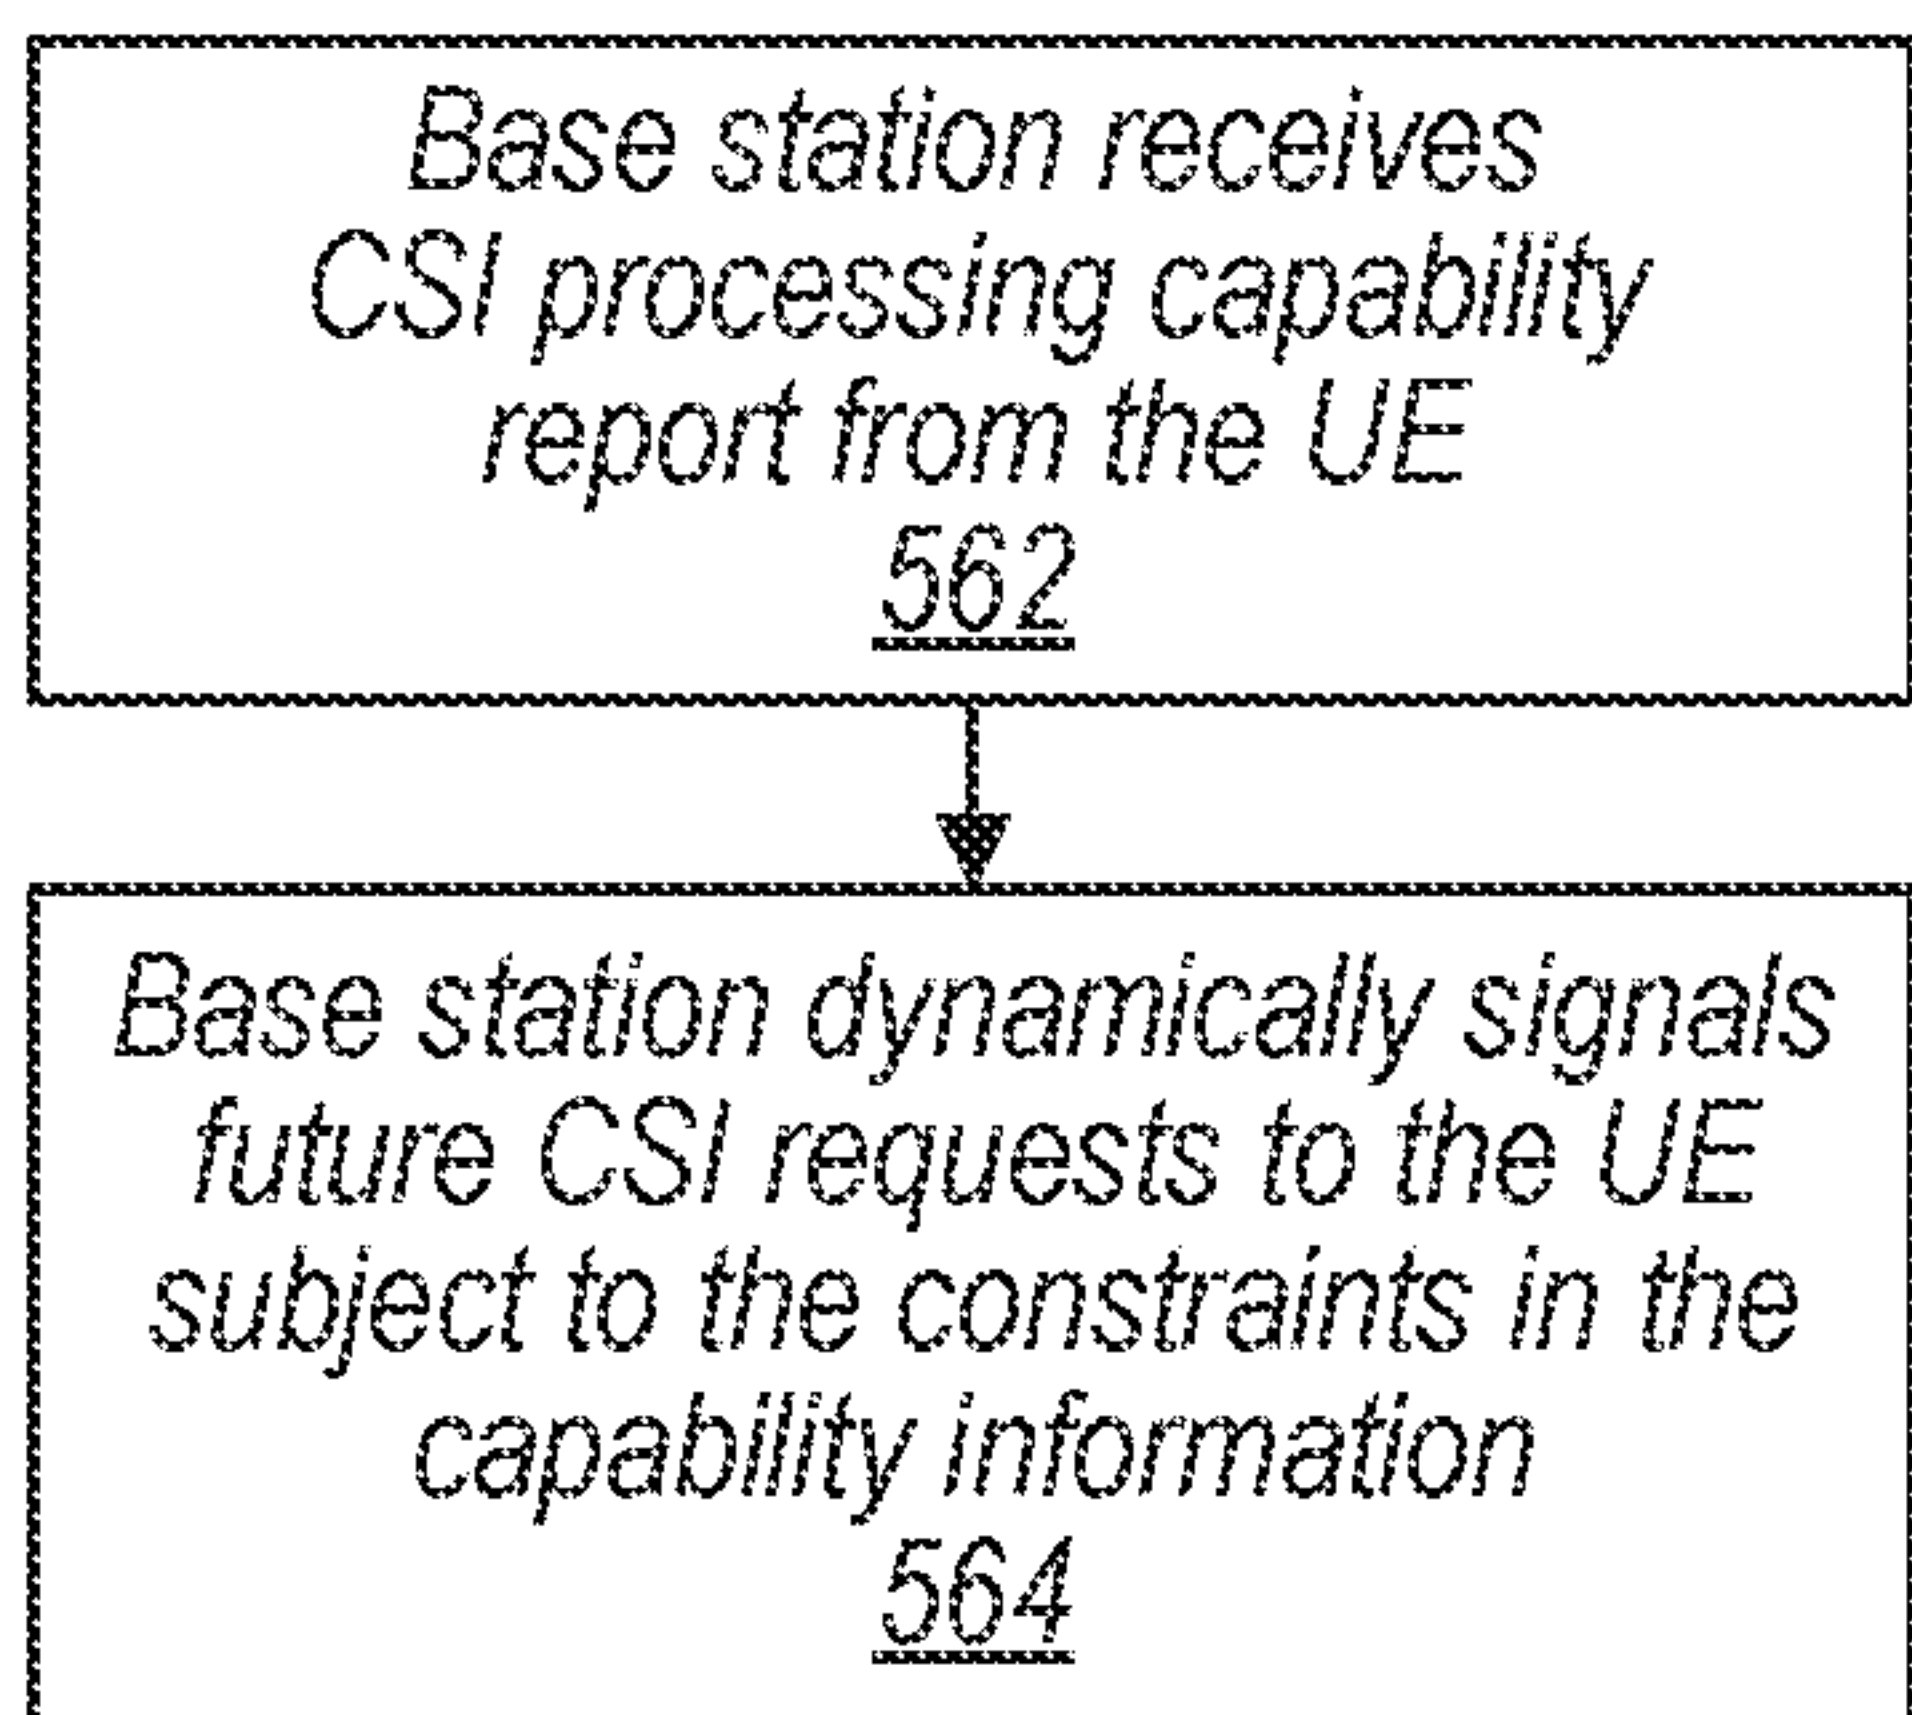 Base station receives
CSI processing capability
report from the UE
562
Base station dynamically signals
future CSI requests to the UE
subject to the constraints in the
capability information
564